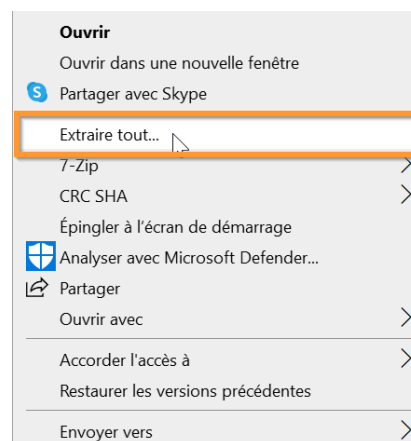 Ouvrir
Ouvrir dans une nouvelle fenêtre
Partager avec Skype
Extraire tout...
7-Zip
CRC SHA
Épingler à l'écran de démarrage
Analyser avec Microsoft Defender...
Partager
Ouvrir avec
Accorder l'accès à
Restaurer les versions précédentes
Envoyer vers